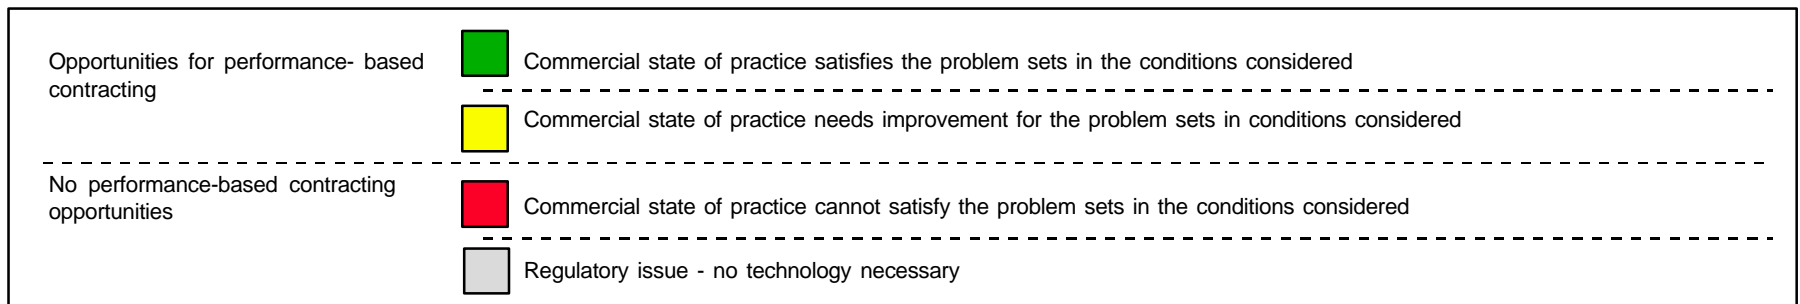 Opportunities for performance- based
contracting
Commercial state of practice satisfies the problem sets in the conditions considered
Commercial state of practice needs improvement for the problem sets in conditions considered
No performance-based contracting
opportunities
Commercial state of practice cannot satisfy the problem sets in the conditions considered
Regulatory issue - no technology necessary